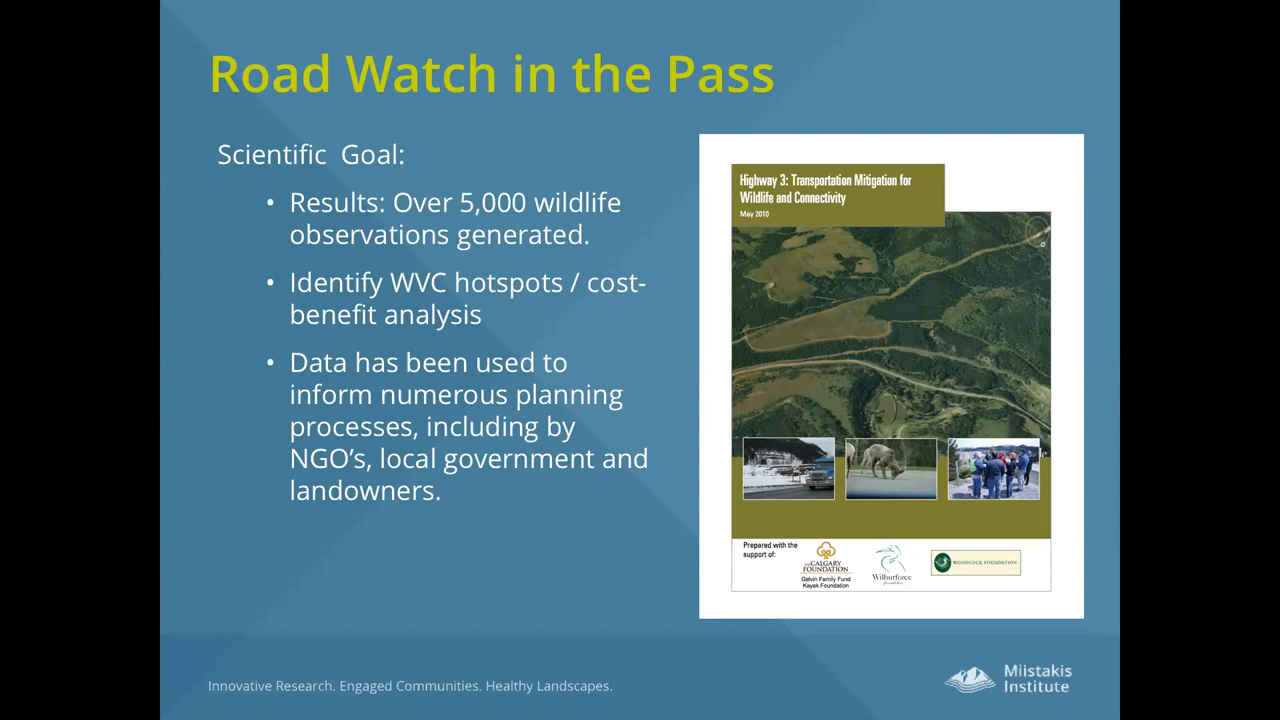 Road Watch in the Pass
Scientific Goal:
• Results: Over 5,000 wildlife
observations generated.
• Identify WVC hotspots / cost-
benefit analysis
• Data has been used to
inform numerous planning
processes, including by
NGO’s, local government and
landowners.
Highway 3: Transportation Mitigation for
Wildlife and Connectivity
May 2010
Prepared with the
support of:
CALGARY
FOUNDATION
Galvin Family Fund
Kayak Foundation
Wilburforce
WOODCOCK FOUNDATION
Innovative Research. Engaged Communities. Healthy Landscapes.
Miistakis
Institute